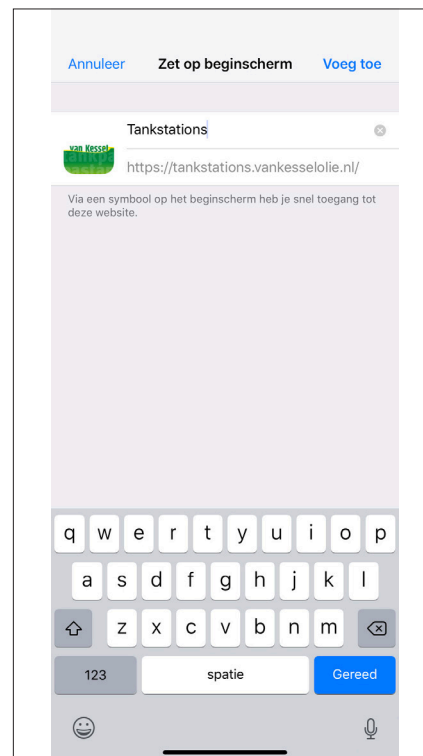 Annuleer Zet op beginscherm Voeg toe
Tankstations
van Kessel
https://tankstations.vankesselolie.nl/
Via een symbool op het beginscherm heb je snel toegang tot
deze website.
q w e r t y u i o p
a s d f g h j k l
z x c v b n m
123 spatie Gereed